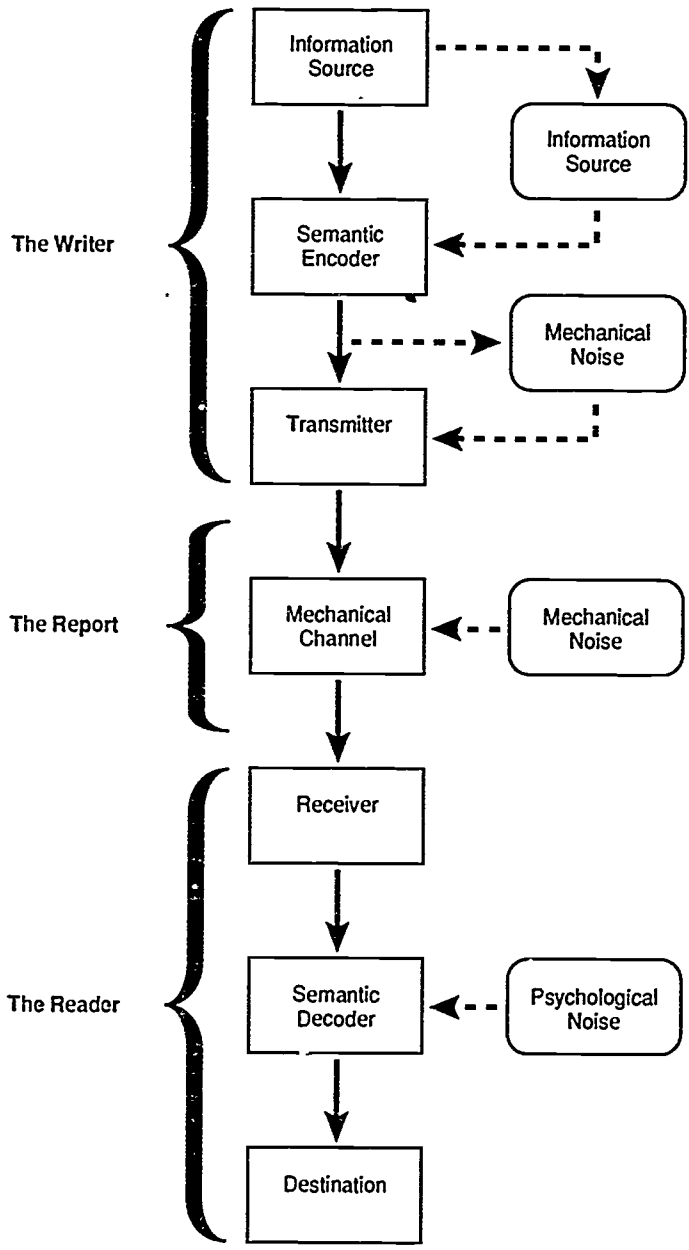 Information
Source
Information
Source
The Writer
Semantic
Encoder
Mechanical
Noise
Transmitter
The Report
Mechanical
Channel
Mechanical
Noise
Receiver
The Reader
Semantic
Decoder
Psychological
Noise
Destination